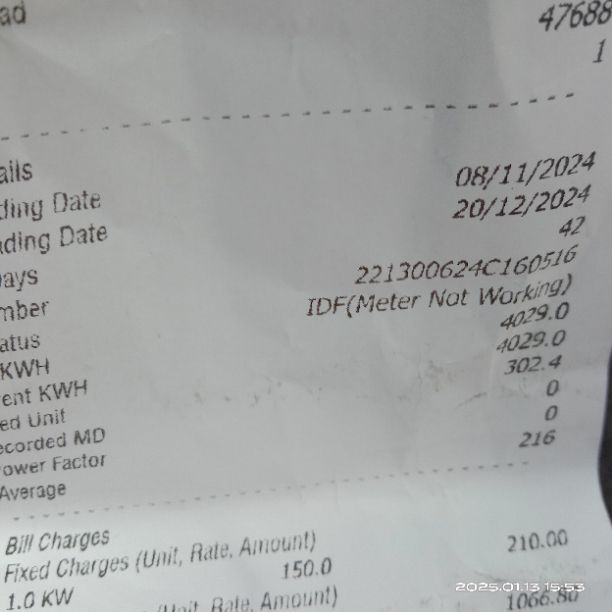 ad 47688
1
ails
ding Date 08/11/2024
ading Date 20/12/2024
ays 42
mber 221300624C160516
atus IDF(Meter Not Working)
KWH 4029.0
ent KWH 4029.0
ed Unit 302.4
ecorded MD 0
ower Factor 0
Average 216
Bill Charges
Fixed Charges (Unit, Rate, Amount)
1.0 KW 150.0 210.00
(Unit, Rate, Amount)
1066.80
2025.01.13 15:53